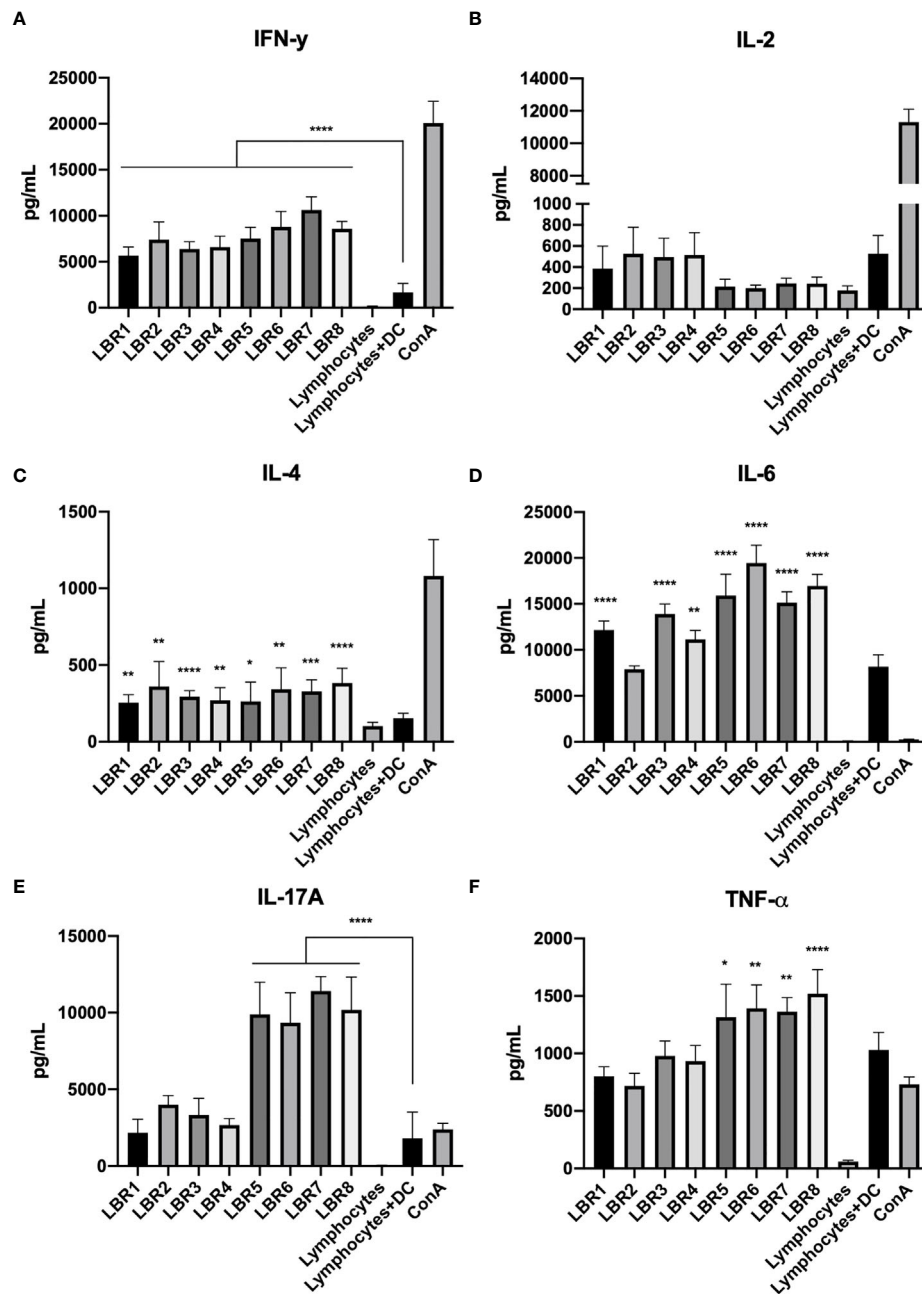 A
IFN-y
pg/mL
25000
20000
15000
10000
5000
0
****
LBR1
LBR2
LBR3
LBR4
LBR5
LBR6
LBR7
LBR8
Lymphocytes
Lymphocytes+DC
ConA
B
IL-2
pg/mL
14000
12000
10000
8000
1000
800
600
400
200
LBR1
LBR2
LBR3
LBR4
LBR5
LBR6
LBR7
LBR8
Lymphocytes
Lymphocytes+DC
ConA
C
IL-4
pg/mL
1500
1000
500
0
**
**
****
**
*
**
***
****
LBR1
LBR2
LBR3
LBR4
LBR5
LBR6
LBR7
LBR8
Lymphocytes
Lymphocytes+DC
ConA
D
IL-6
pg/mL
25000
20000
15000
10000
5000
0
****
****
**
****
****
****
****
LBR1
LBR2
LBR3
LBR4
LBR5
LBR6
LBR7
LBR8
Lymphocytes
Lymphocytes+DC
ConA
E
IL-17A
pg/mL
15000
10000
5000
0
****
LBR1
LBR2
LBR3
LBR4
LBR5
LBR6
LBR7
LBR8
Lymphocytes
Lymphocytes+DC
ConA
F
TNF-α
pg/mL
2000
1500
1000
500
0
*
**
**
****
LBR1
LBR2
LBR3
LBR4
LBR5
LBR6
LBR7
LBR8
Lymphocytes
Lymphocytes+DC
ConA